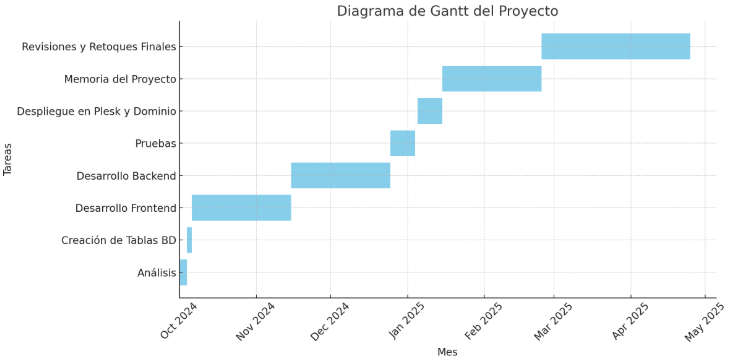 Diagrama de Gantt del Proyecto
Revisiones y Retoques Finales
Memoria del Proyecto
Despliegue en Plesk y Dominio
Pruebas
Desarrollo Backend
Desarrollo Frontend
Creación de Tablas BD
Análisis
Tareas
Oct 2024
Nov 2024
Dec 2024
Jan 2025
Feb 2025
Mar 2025
Apr 2025
May 2025
Mes